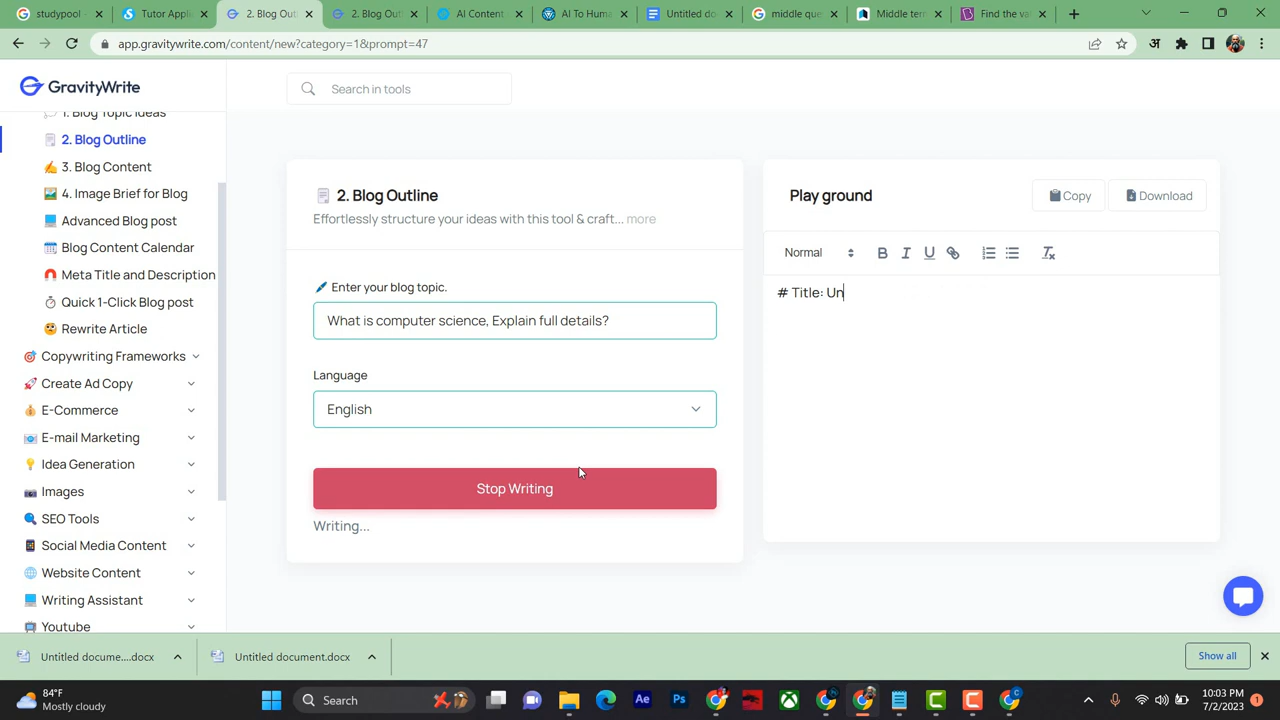 studypool -
Tutor Appli
2. Blog Outl
2. Blog Outl
AI Content
AI To Huma
Untitled doc
middle que
Middle terr
Find the va
app.gravitywrite.com/content/new?category=1&prompt=47
अ
GravityWrite
Search in tools
1. Blog Topic Ideas
2. Blog Outline
3. Blog Content
4. Image Brief for Blog
Advanced Blog post
Blog Content Calendar
Meta Title and Description
Quick 1-Click Blog post
Rewrite Article
Copywriting Frameworks
Create Ad Copy
E-Commerce
E-mail Marketing
Idea Generation
Images
SEO Tools
Social Media Content
Website Content
Writing Assistant
Youtube
2. Blog Outline
Effortlessly structure your ideas with this tool & craft... more
Enter your blog topic.
What is computer science, Explain full details?
Language
English
Stop Writing
Writing...
Play ground
Copy
Download
Normal
B I U
# Title: Un
Untitled docume....docx
Untitled document.docx
Show all
84°F
Mostly cloudy
Search
Ae
Ps
10:03 PM
7/2/2023